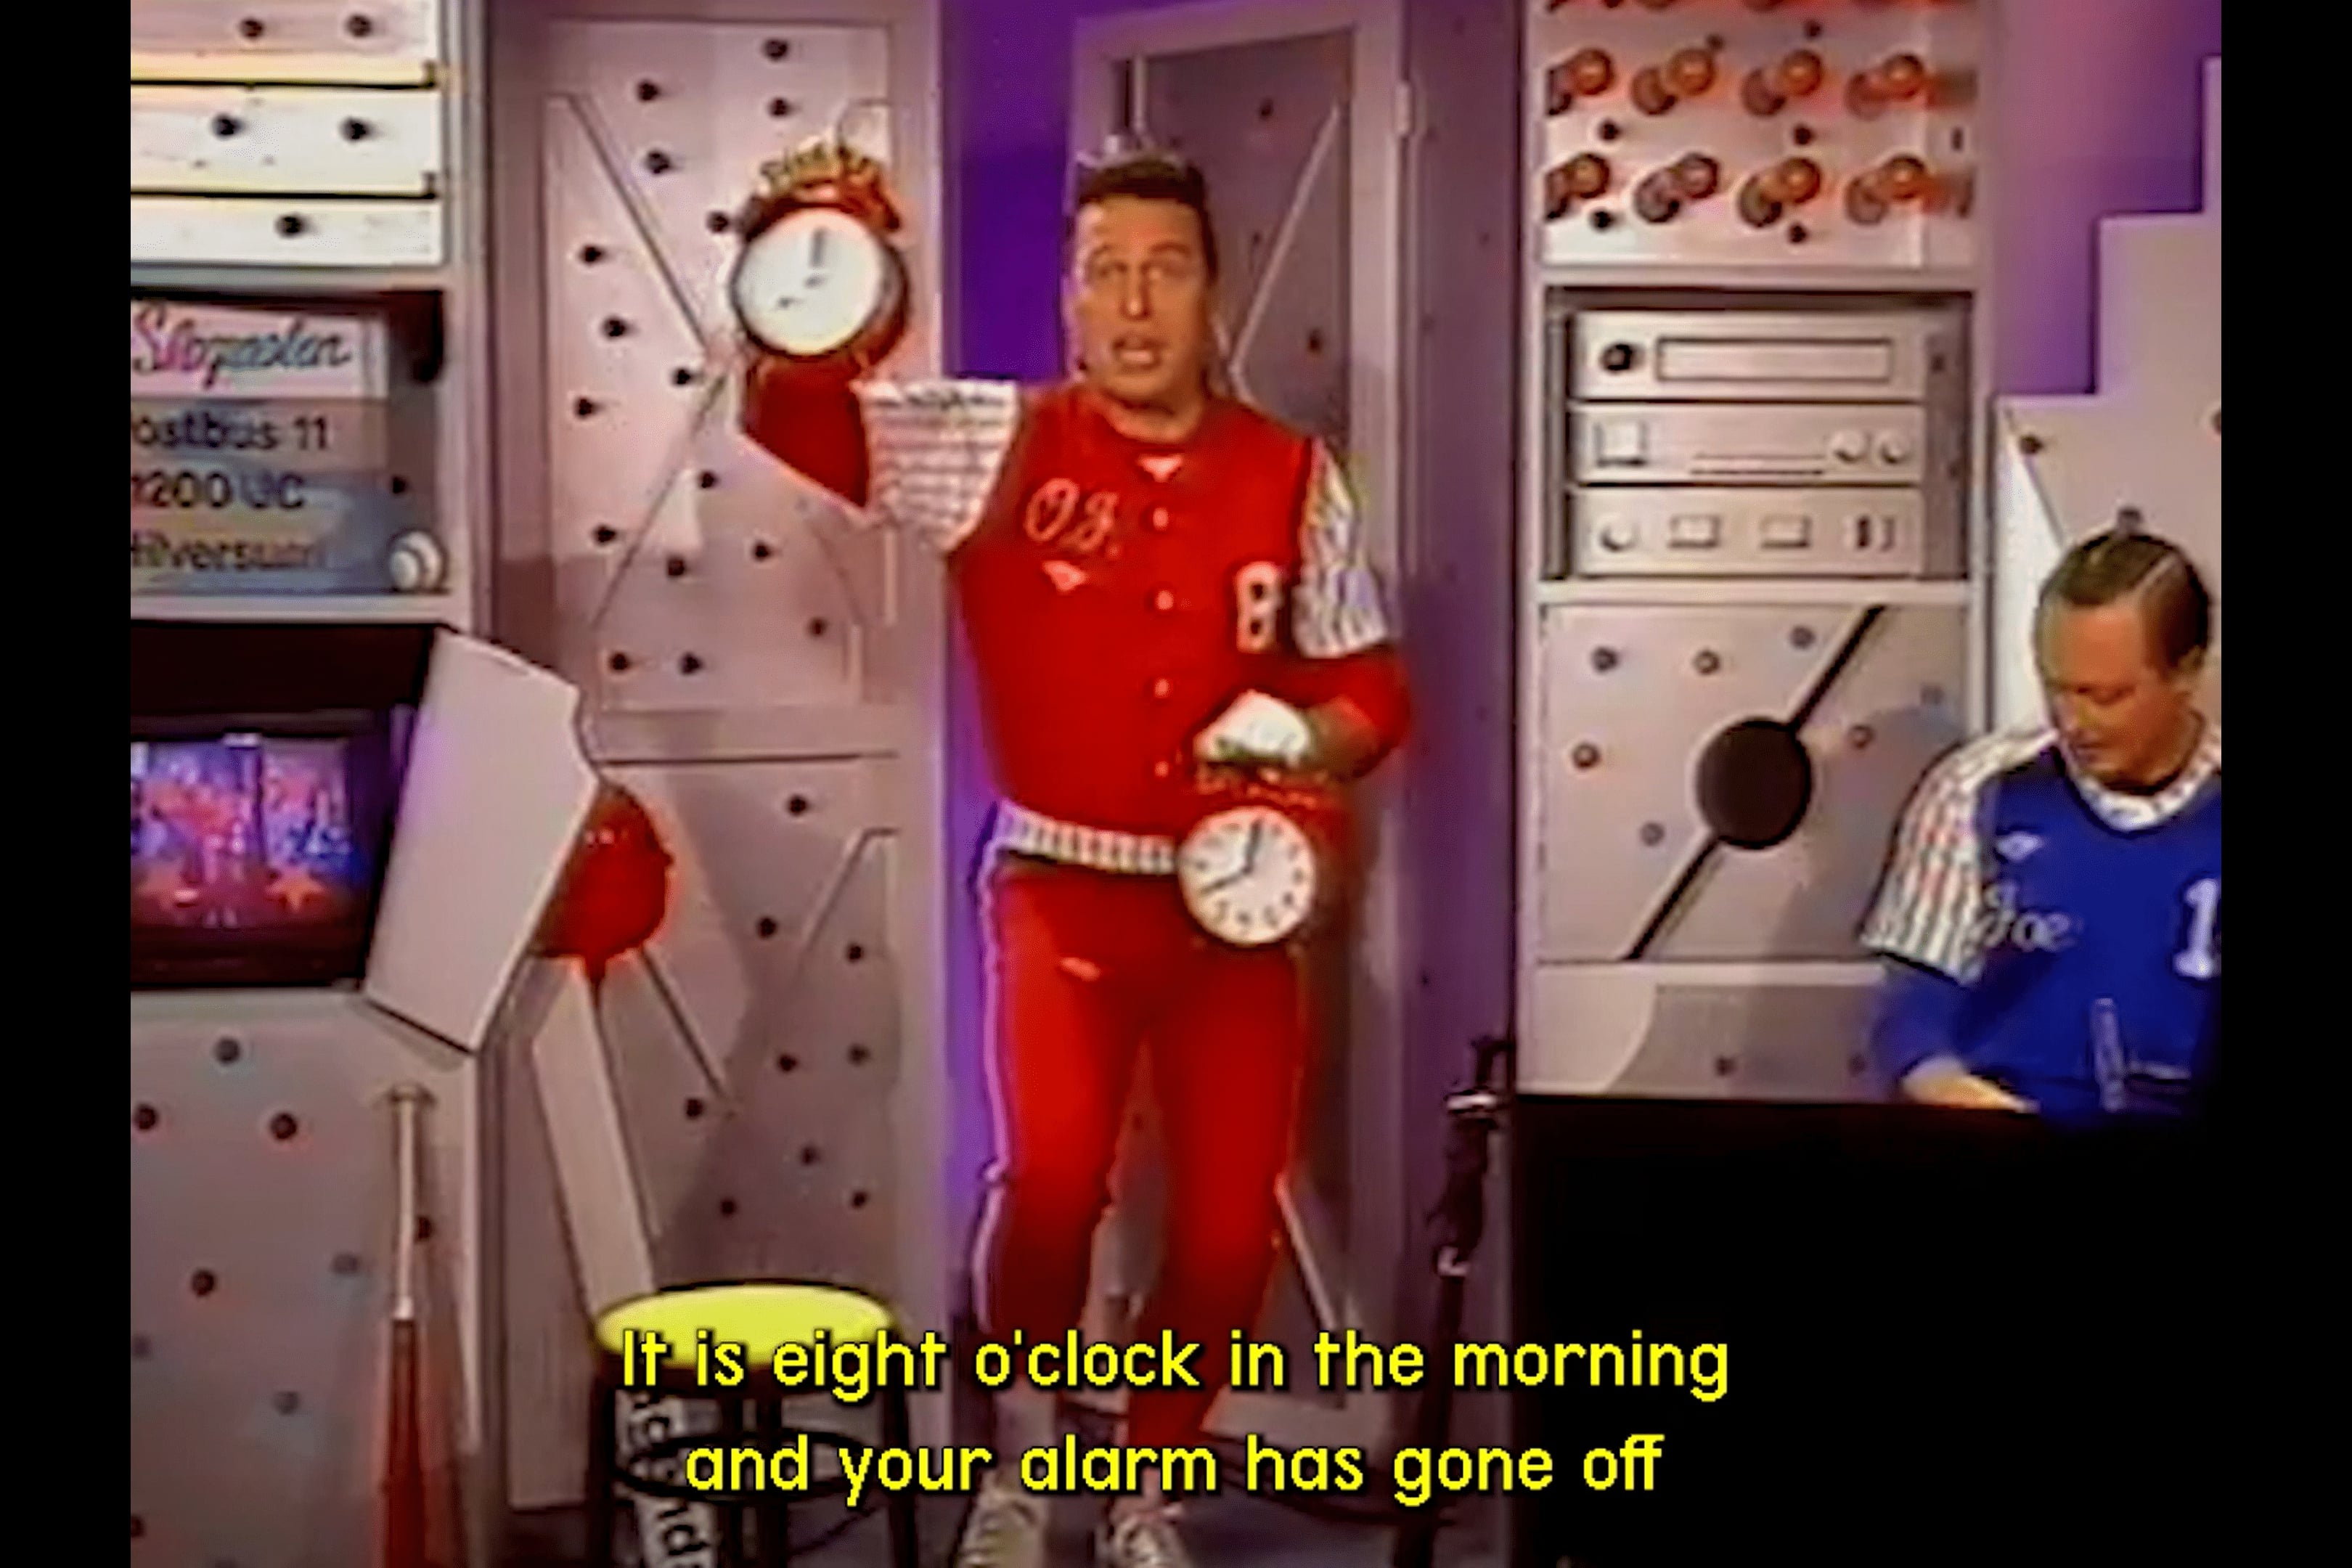 ostbus 11
1200 JC
Hilversum
O.J.
8
1
It is eight o'clock in the morning
and your alarm has gone off